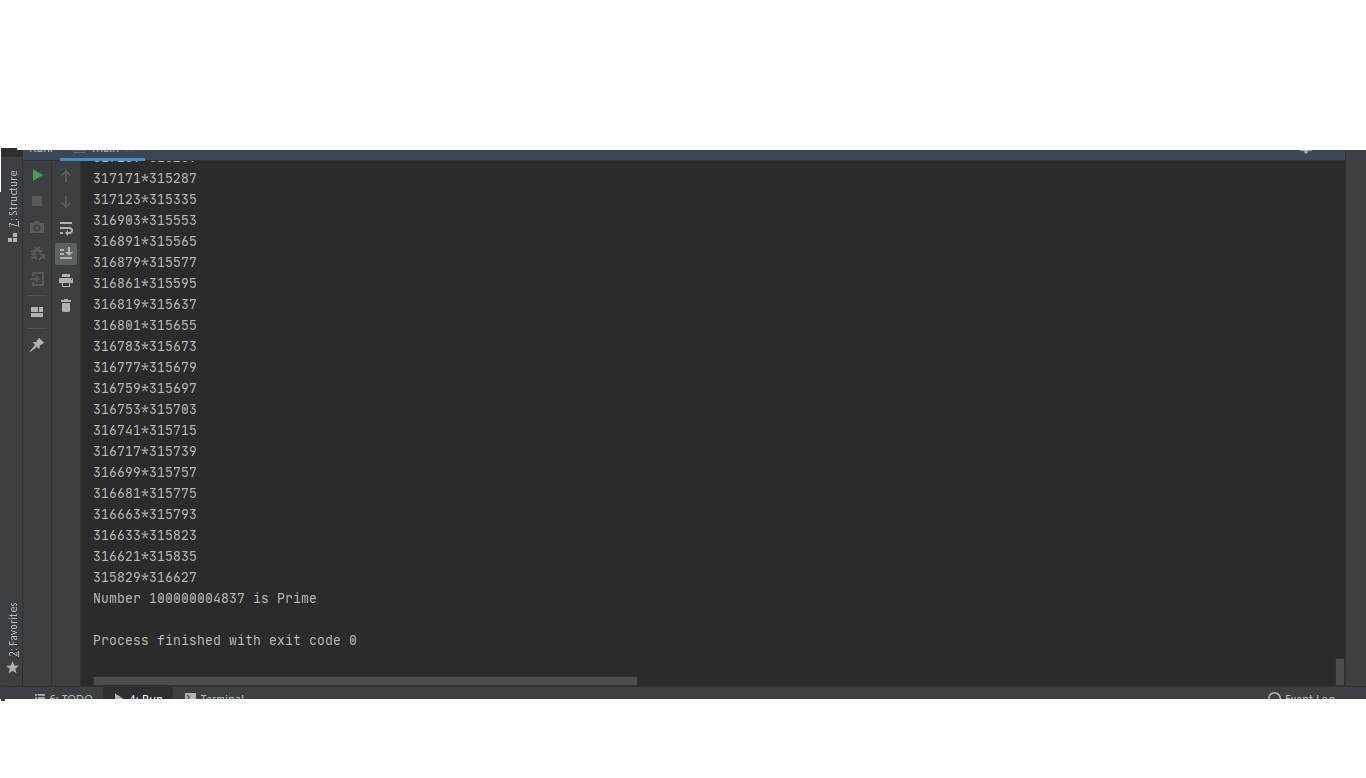 7: Structure
317171*315287
317123*315335
316903*315553
316891*315565
316879*315577
316861*315595
316819*315637
316801*315655
316783*315673
316777*315679
316759*315697
316753*315703
316741*315715
316717*315739
316699*315757
316681*315775
316663*315793
316633*315823
316621*315835
315829*316627
Number 100000004837 is Prime
Process finished with exit code 0
2: Favorites
6: TODO
4: Run
Terminal
Event Log